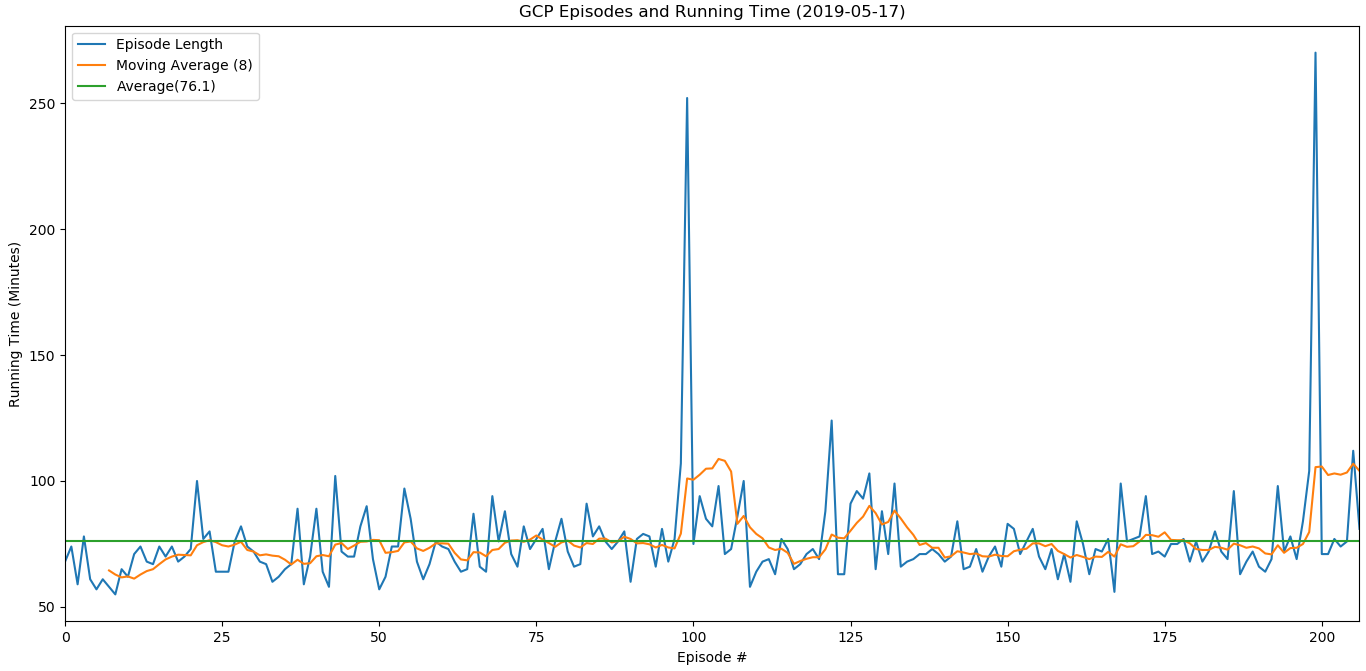 GCP Episodes and Running Time (2019-05-17)
Episode Length
Moving Average (8)
Average(76.1)
Running Time (Minutes)
250
200
150
100
50
0 25 50 75 100 125 150 175 200
Episode #